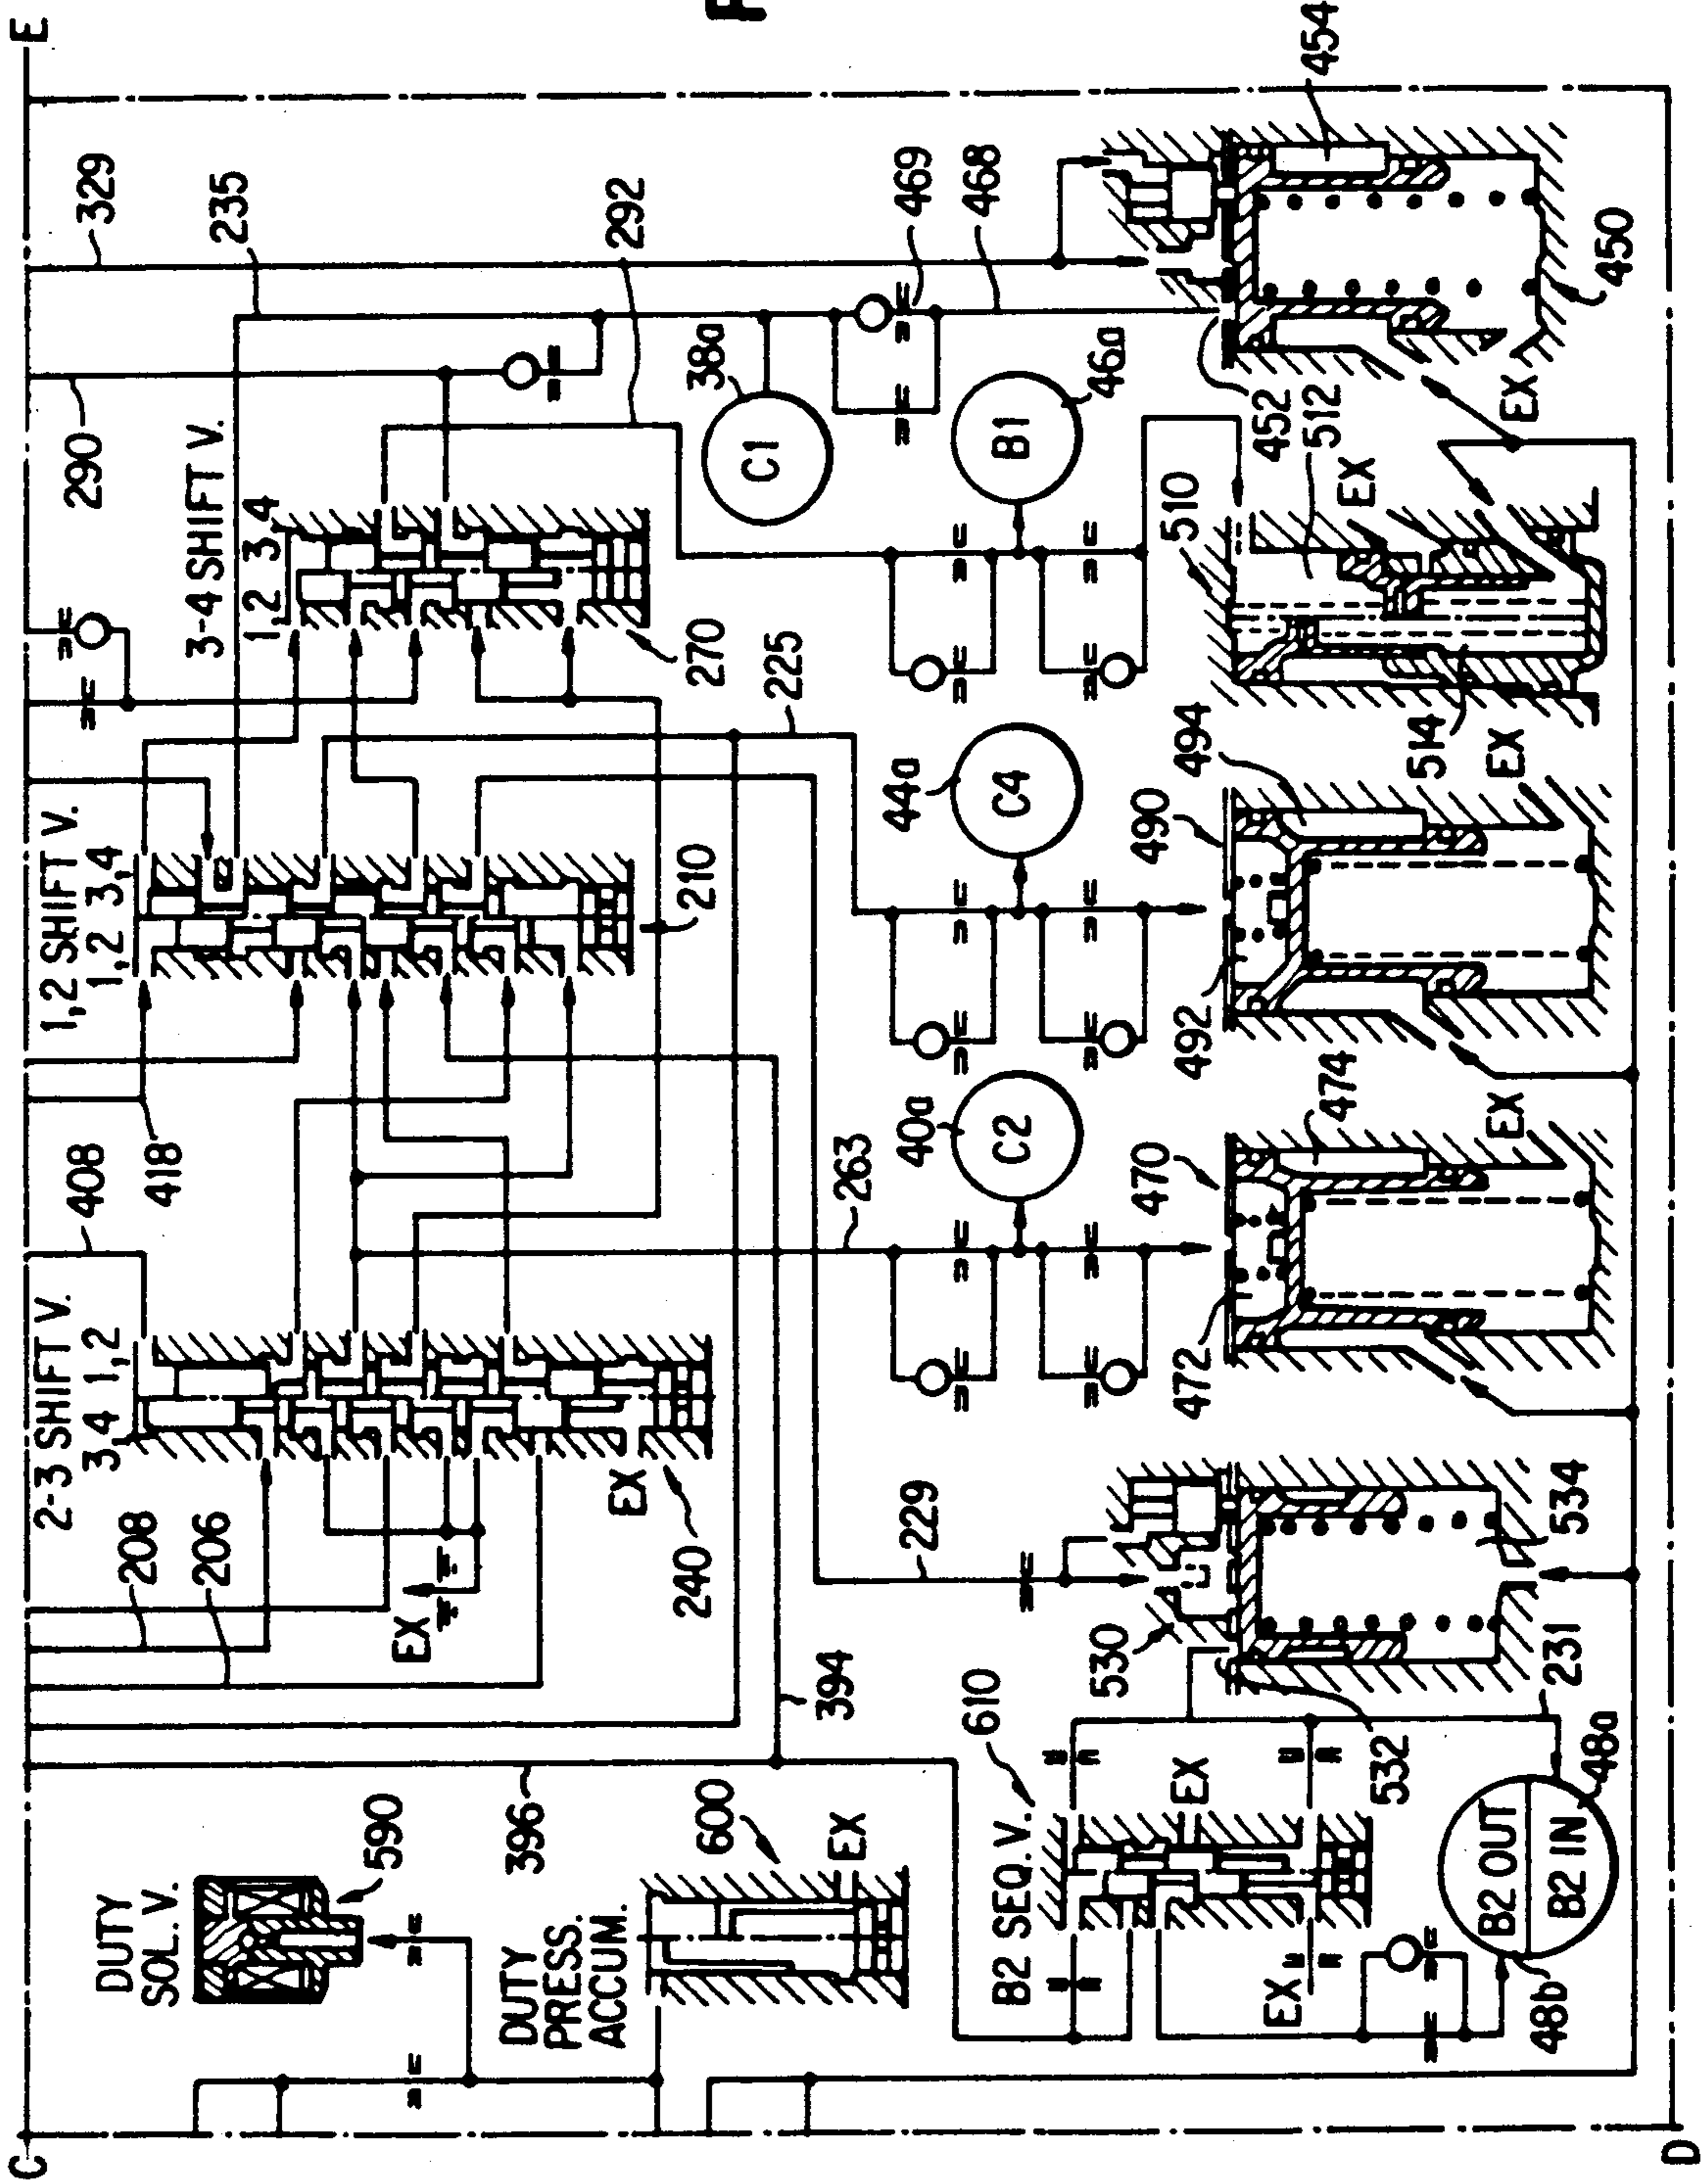 E
F
329
235
290
3-4 SHIFT V.
1,2 3,4
292
469
468
454
450
C1
38a
B1
46a
452
512
510
EX
EX
270
225
1,2 SHIFT V.
1,2 3,4
210
C4
44a
490
494
514
EX
492
408
418
263
C2
40a
470
474
EX
472
2-3 SHIFT V.
3,4 1,2
208
206
EX
EX
240
229
530
534
394
231
532
610
B2 SEQ. V.
EX
EX
B2 OUT
B2 IN
48a
48b
396
590
DUTY
SOL. V.
600
EX
DUTY
PRESS.
ACCUM.
C
D